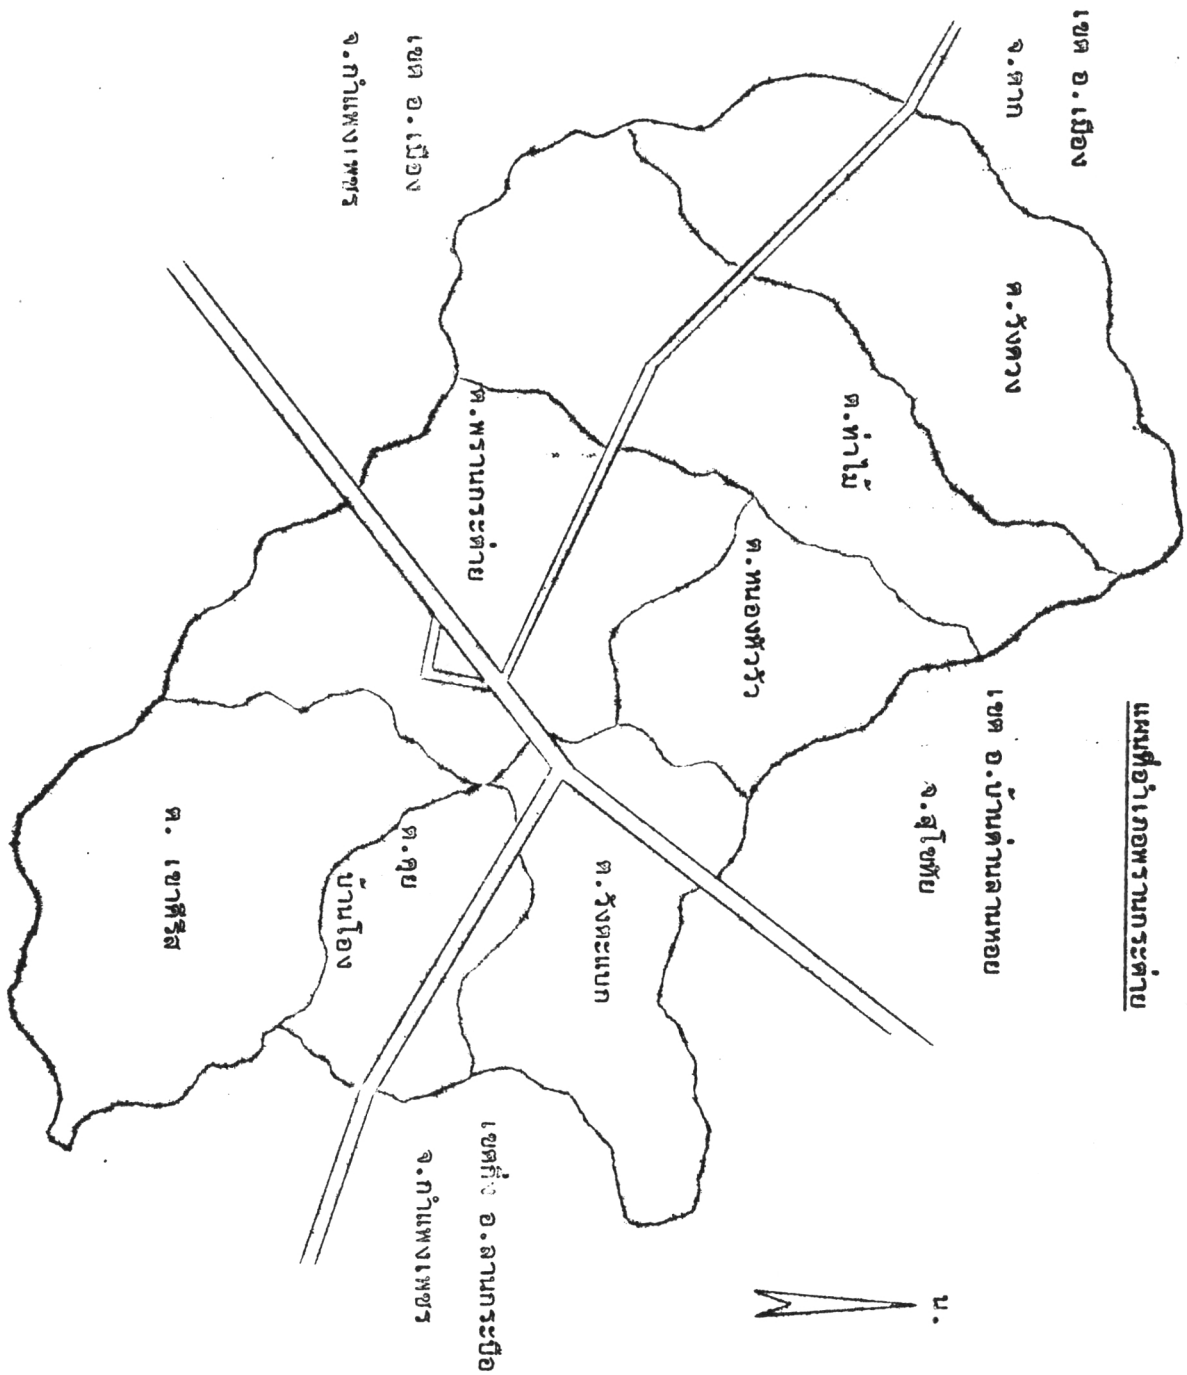 แผนที่อำเภอพรานกระต่าย
เขต อ.เมือง
จ.ตาก
ต.วังควง
เขต อ.บ้านด่านลานหอย
จ.สุโขทัย
น.
ต.ท่าไม้
ต.หนองหัววัว
ต.วังตะแบก
เขตกิ่ง อ.ลานกระบือ
จ.กำแพงเพชร
ต.พรานกระต่าย
เขต อ.เมือง
จ.กำแพงเพชร
ต.คุย
บ้านโอง
ต. เขาคีริส